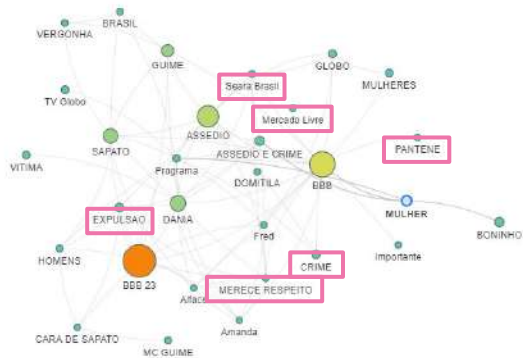 BRASIL
VERGONHA
GUIME
GLOBO
Seara Brasil
MULHERES
TV Globo
Mercado Livre
ASSEDIO
SAPATO
ASSEDIO E CRIME
PANTENE
VITIMA
Programa
BBB
DOMITILA
MULHER
EXPULSAO
DANIA
BONINHO
Fred
Importante
HOMENS
CRIME
BBB 23
Alface
MERECE RESPEITO
CARA DE SAPATO
Amanda
MC GUIME